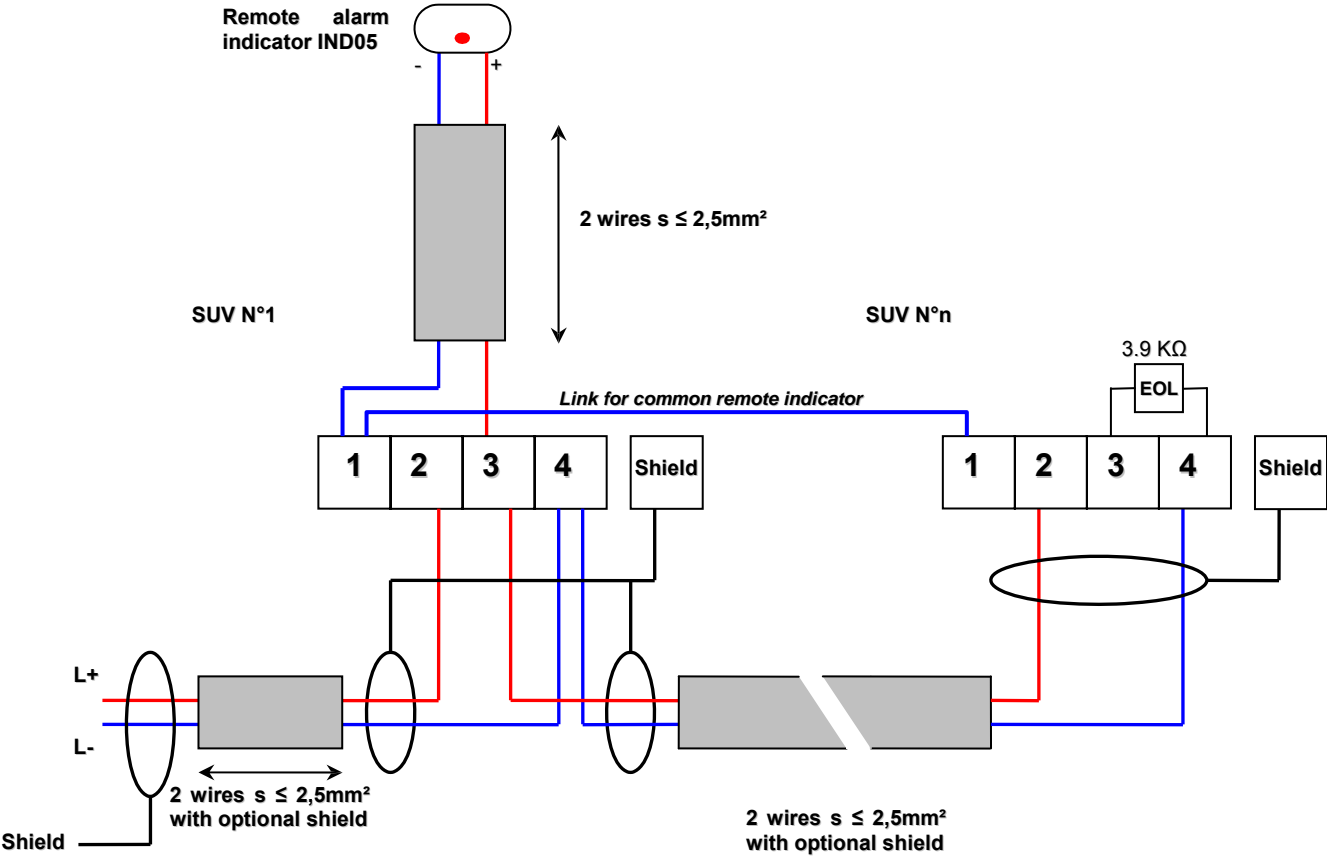 Remote alarm
indicator IND05
- +
2 wires s ≤ 2,5mm²
SUV N°1
SUV N°n
3.9 KΩ
EOL
Link for common remote indicator
1 2 3 4 Shield
1 2 3 4 Shield
L+
L-
2 wires s ≤ 2,5mm²
with optional shield
2 wires s ≤ 2,5mm²
with optional shield
Shield